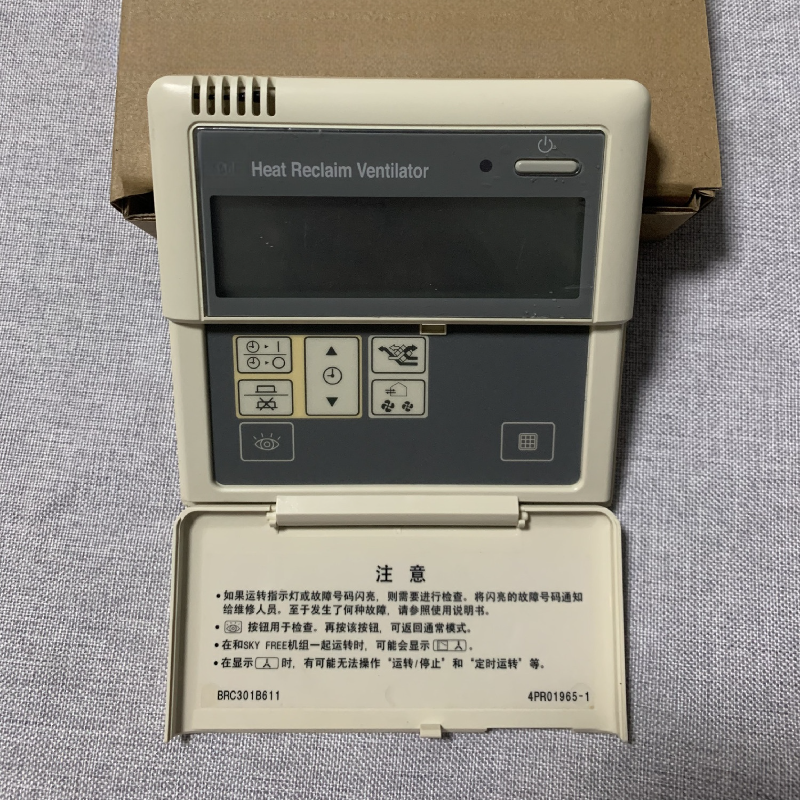 Heat Reclaim Ventilator
注 意
•如果运转指示灯或故障号码闪亮，则需要进行检查。将闪亮的故障号码通知
给维修人员。至于发生了何种故障，请参照使用说明书。
• 按钮用于检查。再按该按钮，可返回通常模式。
•在和SKY FREE机组一起运转时，可能会显示 。
•在显示 时，有可能无法操作“运转/停止”和“定时运转”等。
BRC301B611
4PR01965-1